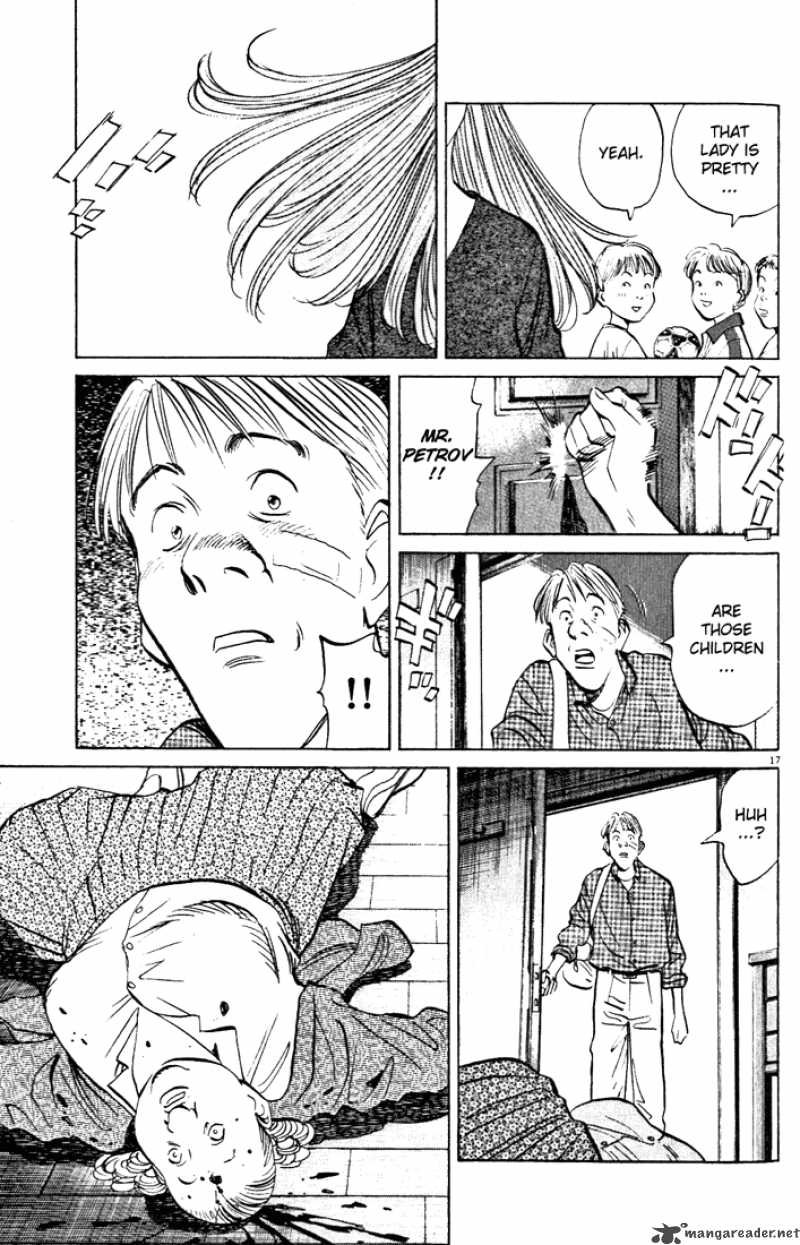 THAT
LADY IS
PRETTY
...
YEAH.
MR.
PETROV
!!
ARE
THOSE
CHILDREN
...
!!
17
HUH
...?
mangareader.net